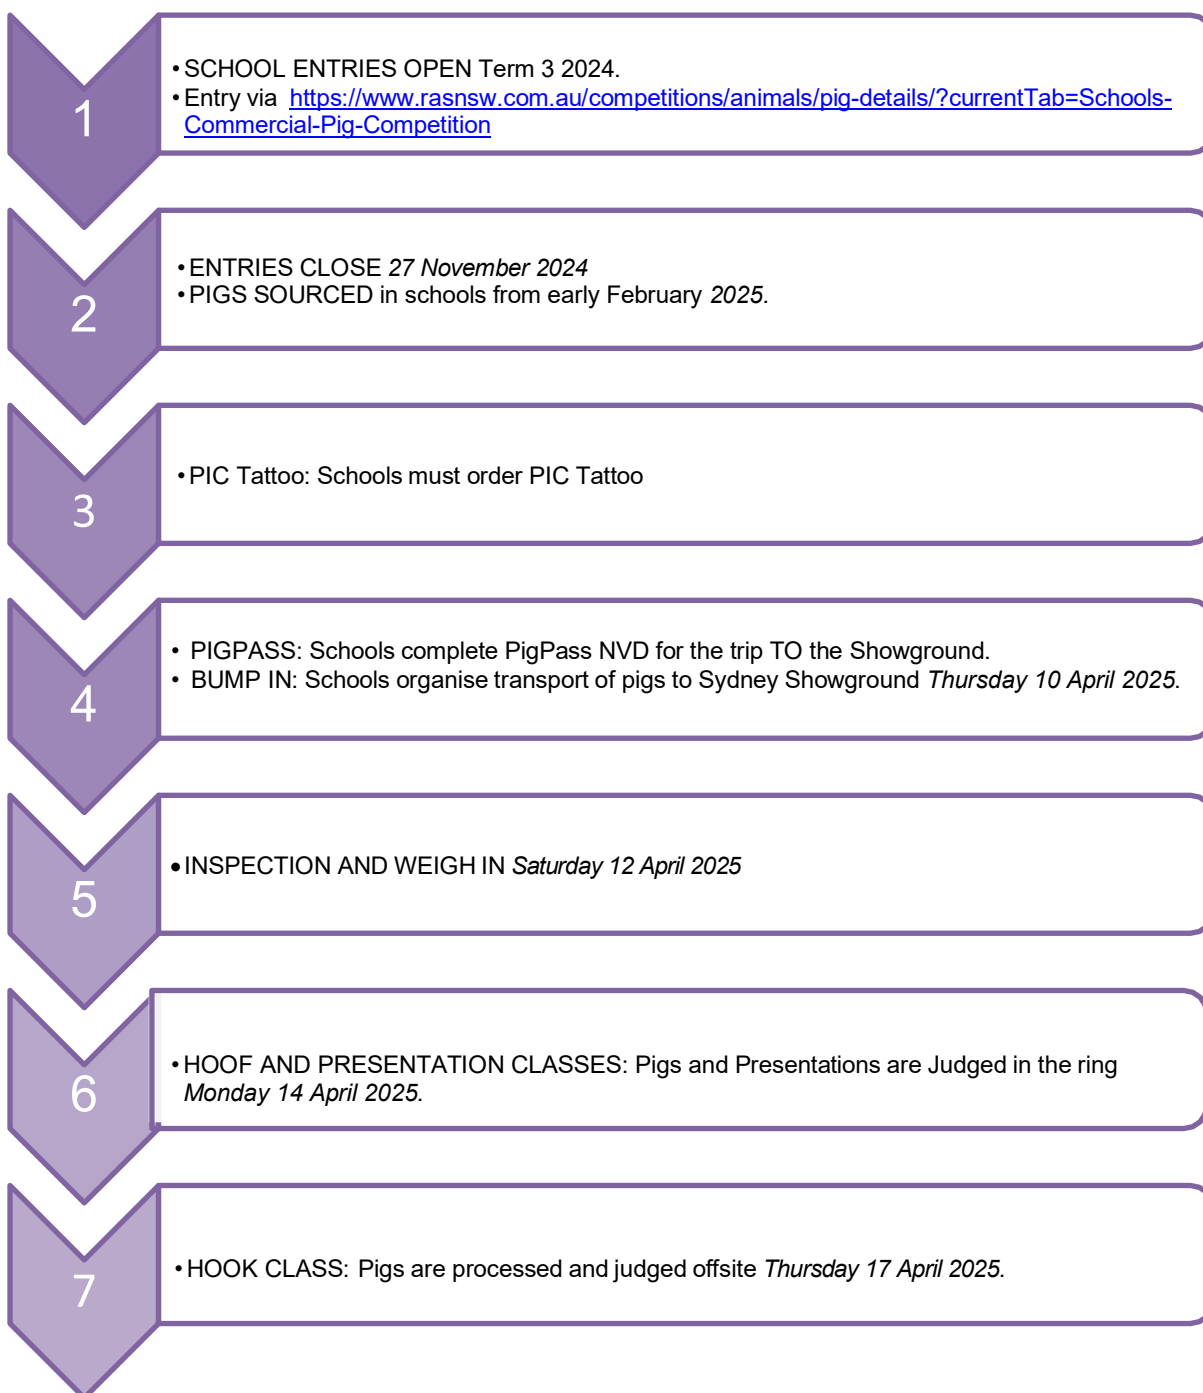 1
• SCHOOL ENTRIES OPEN Term 3 2024.
• Entry via https://www.rasnsw.com.au/competitions/animals/pig-details/?currentTab=Schools-
Commercial-Pig-Competition
2
• ENTRIES CLOSE 27 November 2024
• PIGS SOURCED in schools from early February 2025.
3
• PIC Tattoo: Schools must order PIC Tattoo
4
• PIGPASS: Schools complete PigPass NVD for the trip TO the Showground.
• BUMP IN: Schools organise transport of pigs to Sydney Showground Thursday 10 April 2025.
5
• INSPECTION AND WEIGH IN Saturday 12 April 2025
6
• HOOF AND PRESENTATION CLASSES: Pigs and Presentations are Judged in the ring
Monday 14 April 2025.
7
• HOOK CLASS: Pigs are processed and judged offsite Thursday 17 April 2025.